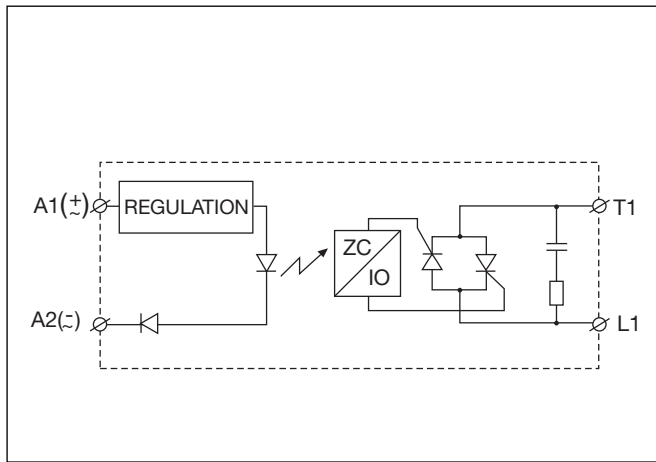 A1(+~)
REGULATION
T1
ZC
IO
A2(-~)
L1